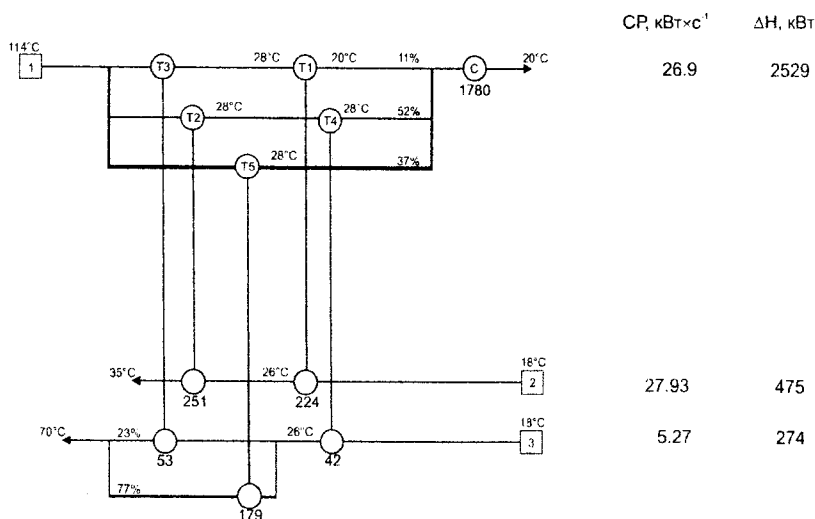 CP, кВт×с⁻¹ ΔH, кВт
114°C 28°C 20°C 11% 20°C
1 T3 T1 C 26.9 2529
1780
28°C 28°C 52%
T2 T4
28°C 37%
T5
35°C 26°C 18°C
2 27.93 475
251 224
70°C 23% 26°C 18°C
3 5.27 274
53 42
77%
179